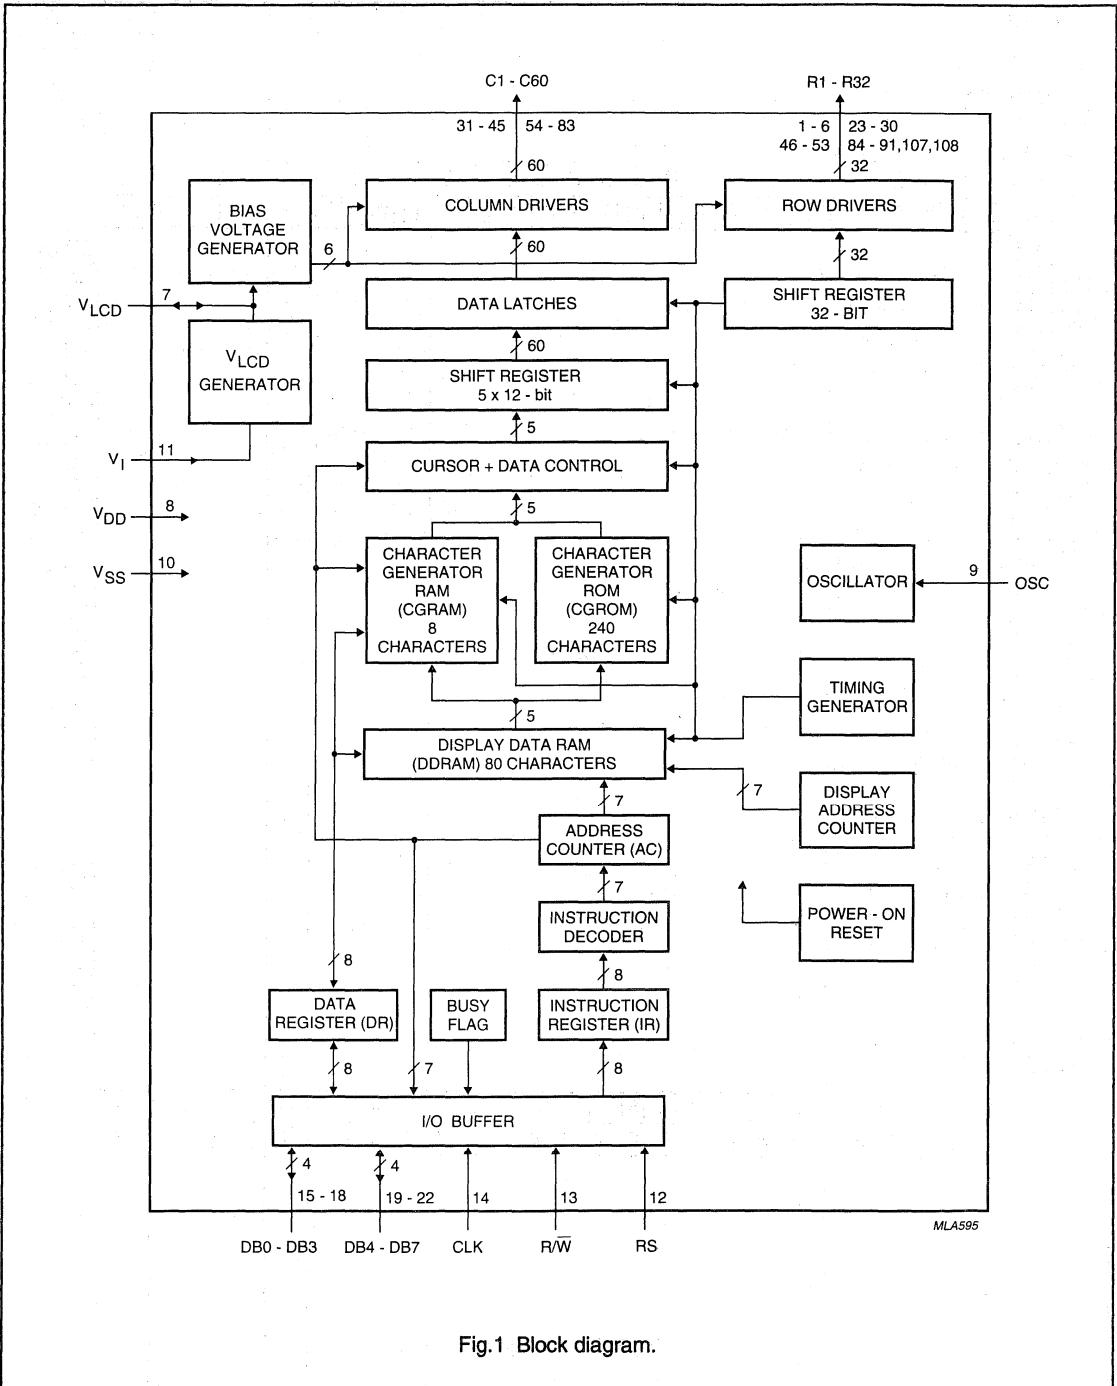 C1 - C60
R1 - R32
31 - 45 54 - 83
1 - 6 23 - 30
46 - 53 84 - 91,107,108
60
32
BIAS
VOLTAGE
GENERATOR
COLUMN DRIVERS
ROW DRIVERS
6
60
32
VLCD
7
DATA LATCHES
SHIFT REGISTER
32 - BIT
60
VLCD
GENERATOR
SHIFT REGISTER
5 x 12 - bit
5
VI
11
CURSOR + DATA CONTROL
VDD
8
5
VSS
10
CHARACTER
GENERATOR
RAM
(CGRAM)
8
CHARACTERS
CHARACTER
GENERATOR
ROM
(CGROM)
240
CHARACTERS
OSCILLATOR
9
OSC
TIMING
GENERATOR
5
DISPLAY DATA RAM
(DDRAM) 80 CHARACTERS
7
7
DISPLAY
ADDRESS
COUNTER
ADDRESS
COUNTER (AC)
7
INSTRUCTION
DECODER
POWER - ON
RESET
8
8
DATA
REGISTER (DR)
BUSY
FLAG
INSTRUCTION
REGISTER (IR)
8
7
8
I/O BUFFER
4
4
15 - 18
19 - 22
14
13
12
MLA595
DB0 - DB3
DB4 - DB7
CLK
R/W̅
RS
Fig.1 Block diagram.